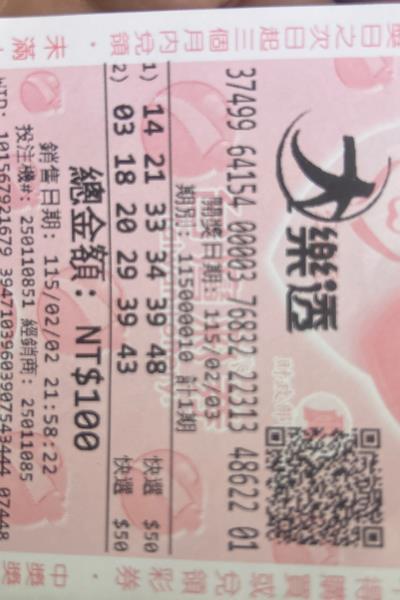 大樂透
37499 64154 00003 76832 22313 48622 01
開獎日期: 115/02/03
期別: 115000010 計1期
1) 14 21 33 34 39 48 快選 $50
2) 03 18 20 29 39 43 快選 $50
總金額: NT$100
銷售日期: 115/02/02 21:58:22
投注機#: 250110851 經銷商: 25011085